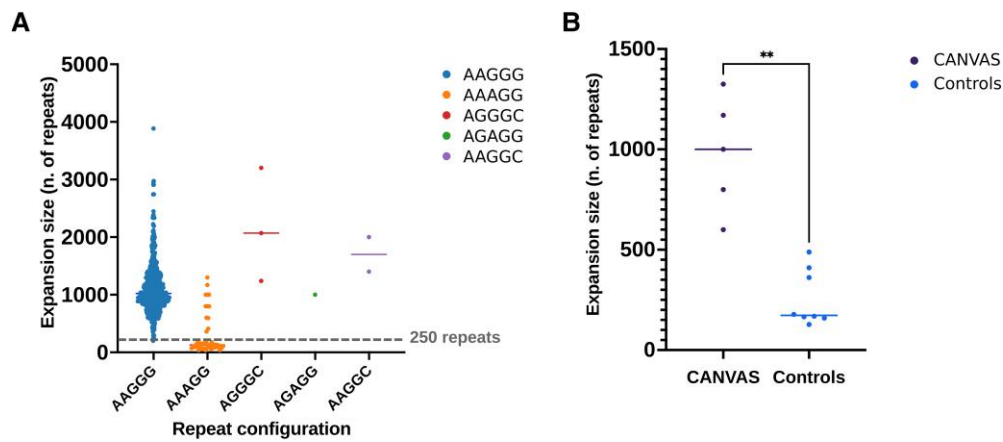 A
Expansion size (n. of repeats)
5000
4000
3000
2000
1000
0
250 repeats
AAGGG
AAAGG
AGGGC
AGAGG
AAGGC
Repeat configuration
AAGGG
AAAGG
AGGGC
AGAGG
AAGGC
B
Expansion size (n. of repeats)
1500
1000
500
0
**
CANVAS
Controls
CANVAS
Controls